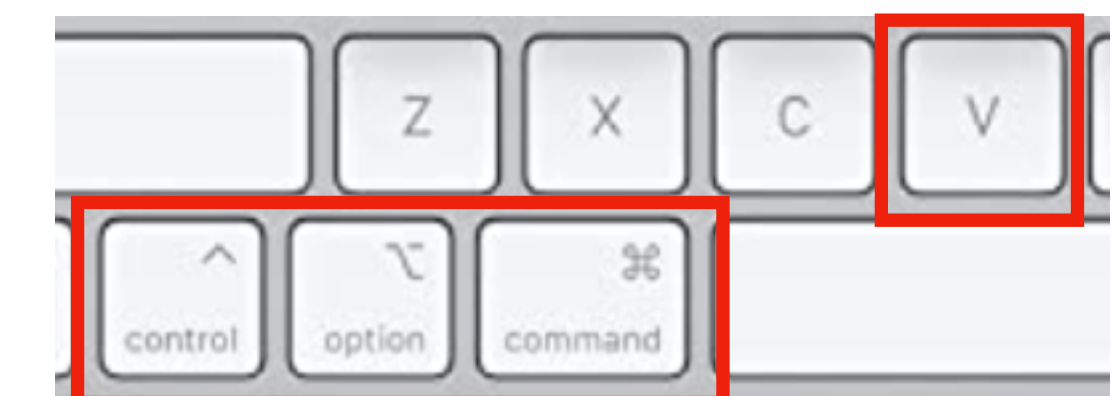 Z X C V
^ ⌥ ⌘
control option command